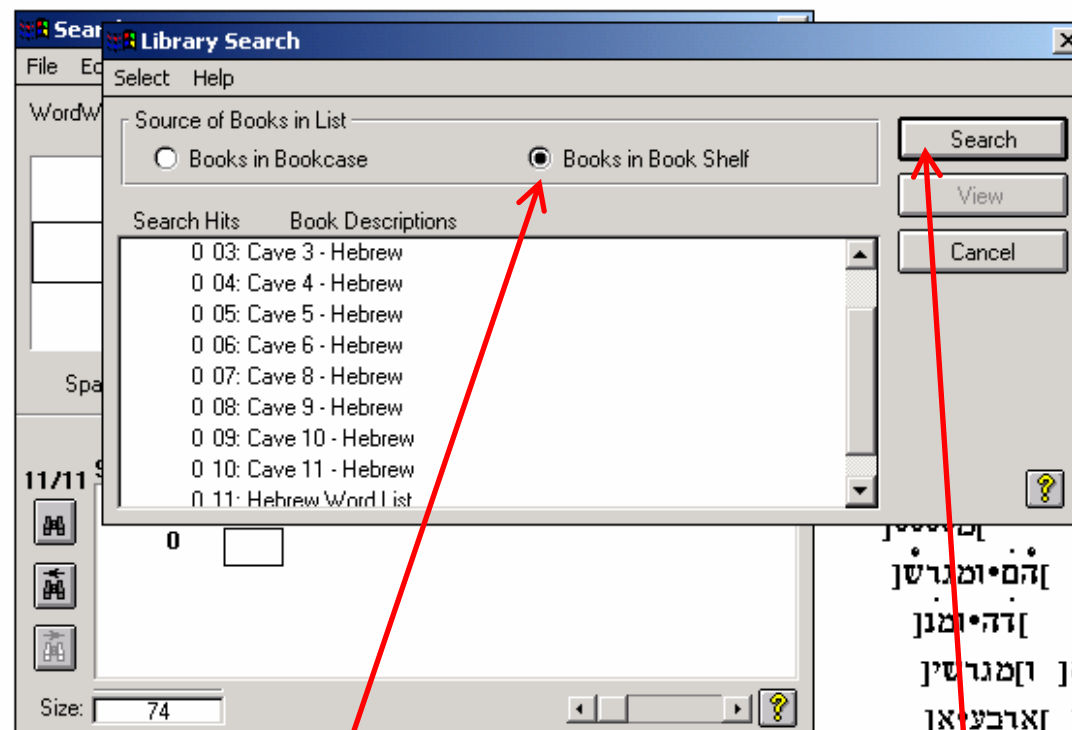 Sear
Library Search
File Ed
Select Help
WordW
Source of Books in List
Books in Bookcase
Books in Book Shelf
Search
View
Cancel
Search Hits Book Descriptions
0 03: Cave 3 - Hebrew
0 04: Cave 4 - Hebrew
0 05: Cave 5 - Hebrew
0 06: Cave 6 - Hebrew
0 07: Cave 8 - Hebrew
0 08: Cave 9 - Hebrew
0 09: Cave 10 - Hebrew
0 10: Cave 11 - Hebrew
0 11: Hebrew Word List
Spa
11/11
0
Size: 74
]הם•ומגרש[
]דה•ומג[
ו]מגרשי[